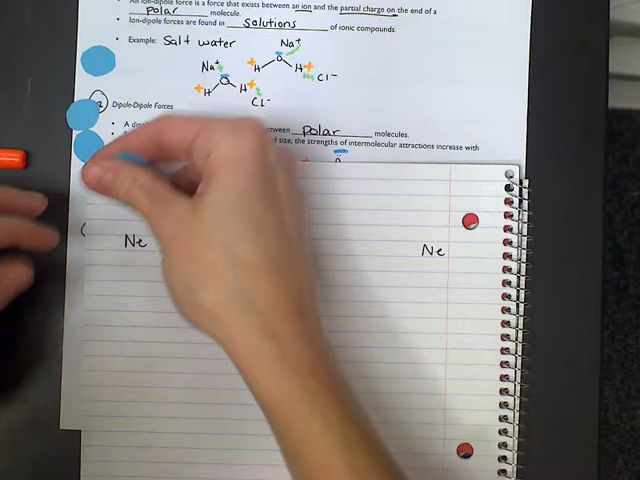 An ion-dipole force is a force that exists between an ion and the partial charge on the end of a
polar molecule.
• Ion-dipole forces are found in solutions of ionic compounds.
• Example: Salt water
Na+
Na+
O
H H
Cl-
O
H H
Cl-
2 Dipole-Dipole Forces
• A between polar molecules.
of size, the strengths of intermolecular attractions increase with
Ne
Ne